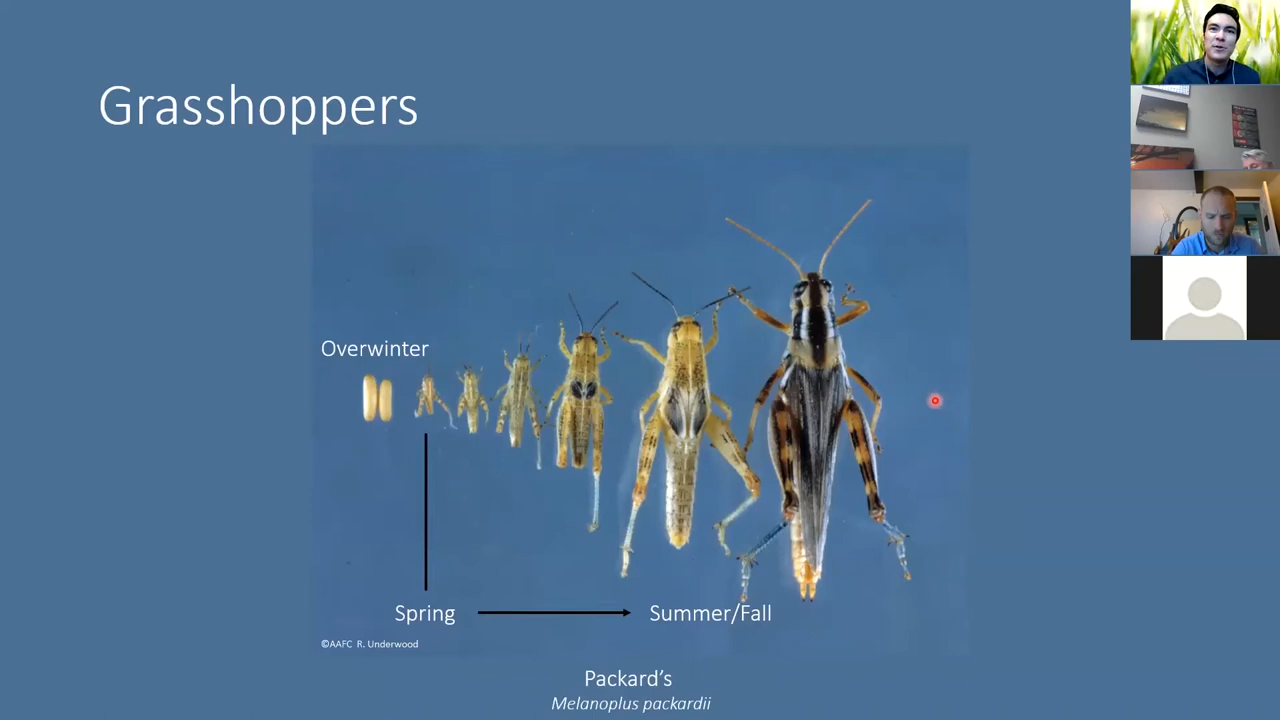 Grasshoppers
Overwinter
Spring
Summer/Fall
©AAFC R. Underwood
Packard's
Melanoplus packardii